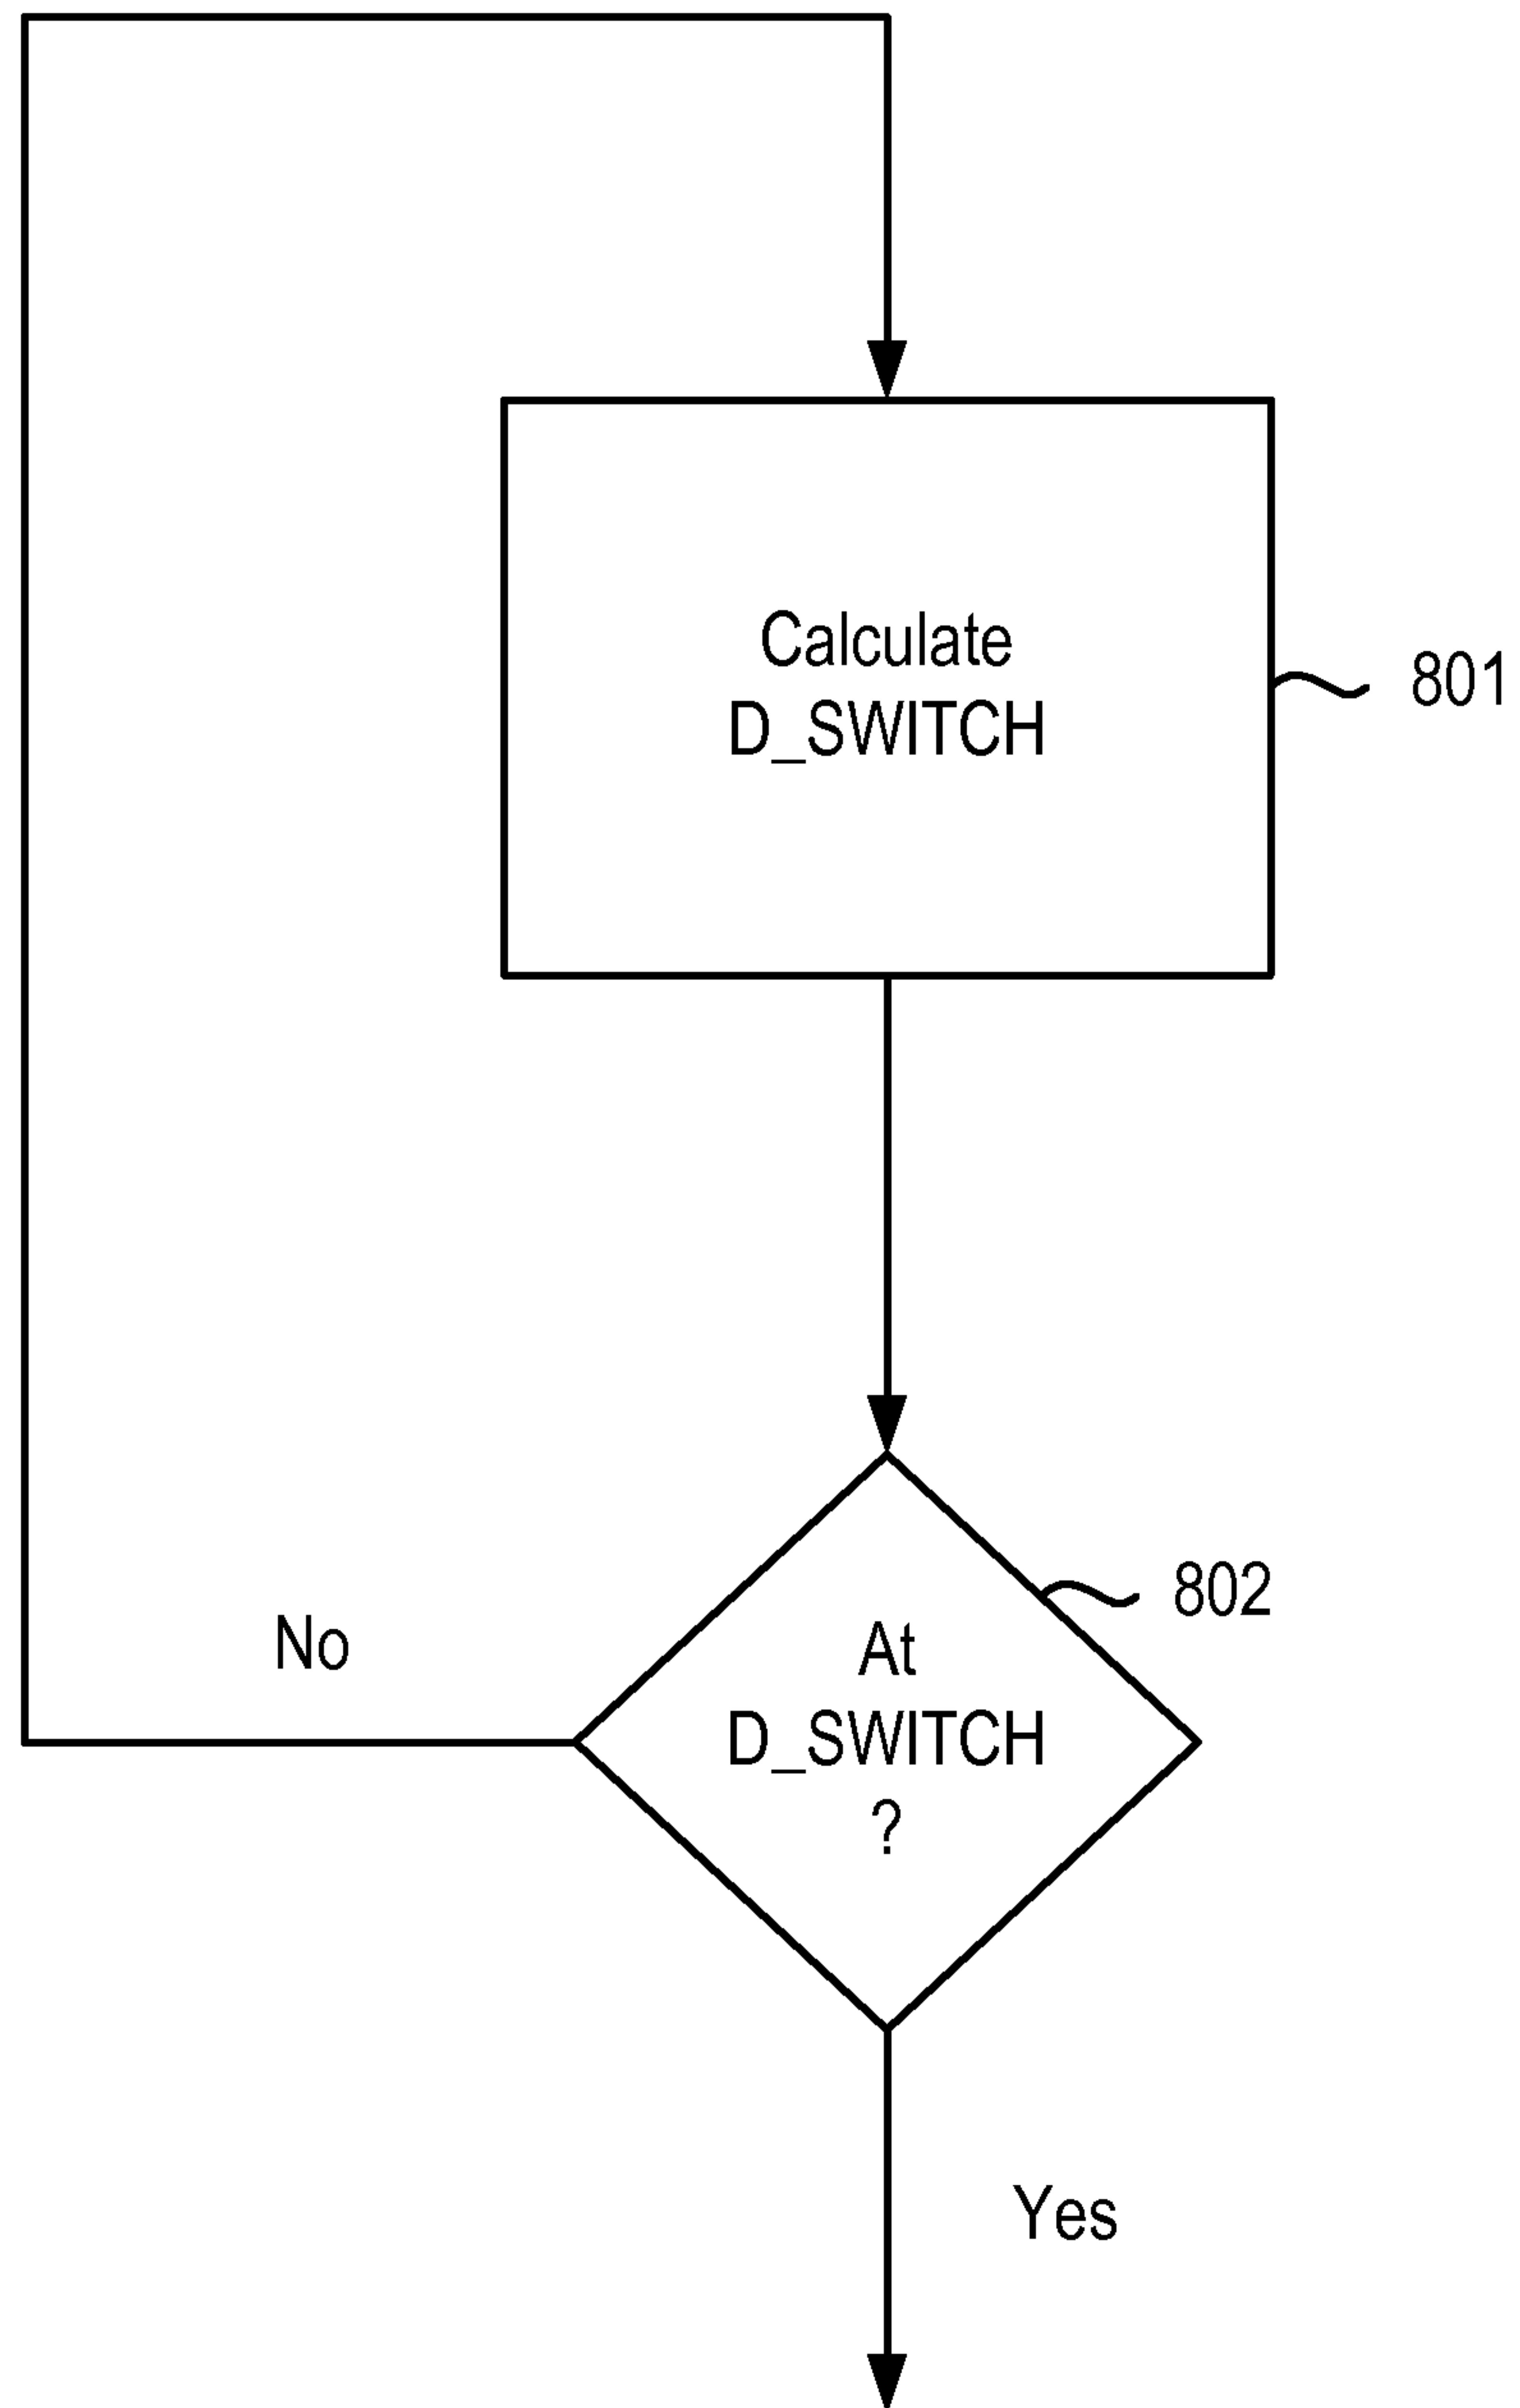 Calculate
D_SWITCH
801
802
At
D_SWITCH
?
No
Yes